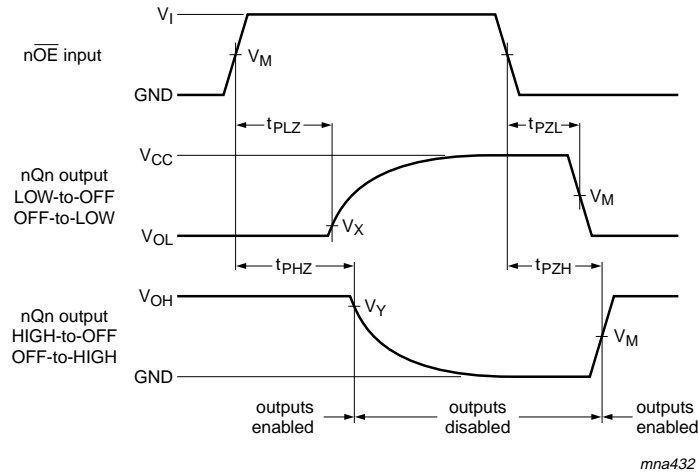 V_I
nOE̅ input
V_M
GND
t_PLZ
t_PZL
V_CC
nQn output
LOW-to-OFF
OFF-to-LOW
V_M
V_X
V_OL
t_PHZ
t_PZH
V_OH
V_Y
nQn output
HIGH-to-OFF
OFF-to-HIGH
V_M
GND
outputs
enabled
outputs
disabled
outputs
enabled
mna432